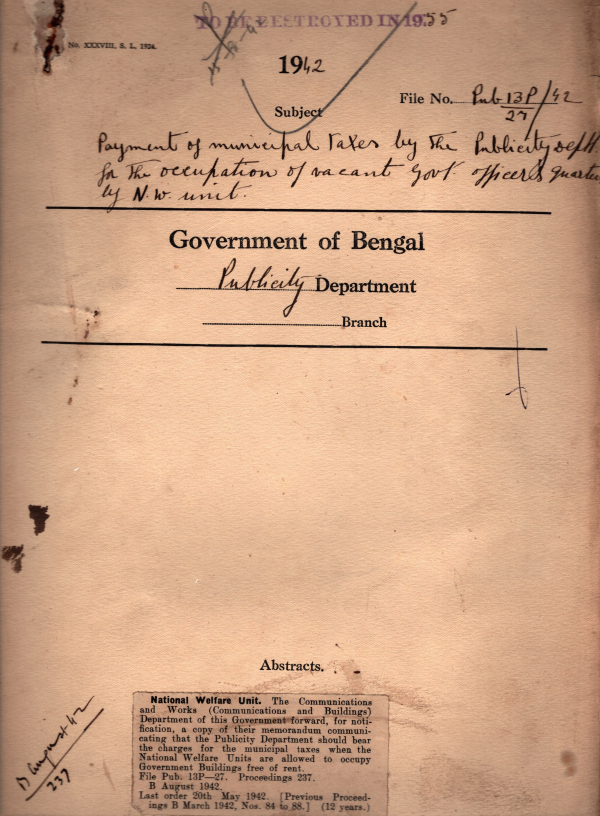 TO BE DESTROYED IN 1955
No. XXXVIII, S. L. 1924.
1942
File No. Pub 13P/42
27
Subject
Payment of municipal taxes by the Publicity Deptt.
for the occupation of vacant Govt. officers quarters
by N.W. unit.
Government of Bengal
Publicity Department
Branch
Abstracts.
National Welfare Unit. The Communications
and Works (Communications and Buildings)
Department of this Government forward, for noti-
fication, a copy of their memorandum communi-
cating that the Publicity Department should bear
the charges for the municipal taxes when the
National Welfare Units are allowed to occupy
Government Buildings free of rent.
File Pub. 13P—27. Proceedings 237.
B August 1942.
Last order 20th May 1942. [Previous Proceed-
ings B March 1942, Nos. 84 to 88.] (12 years.)
B August 42
237